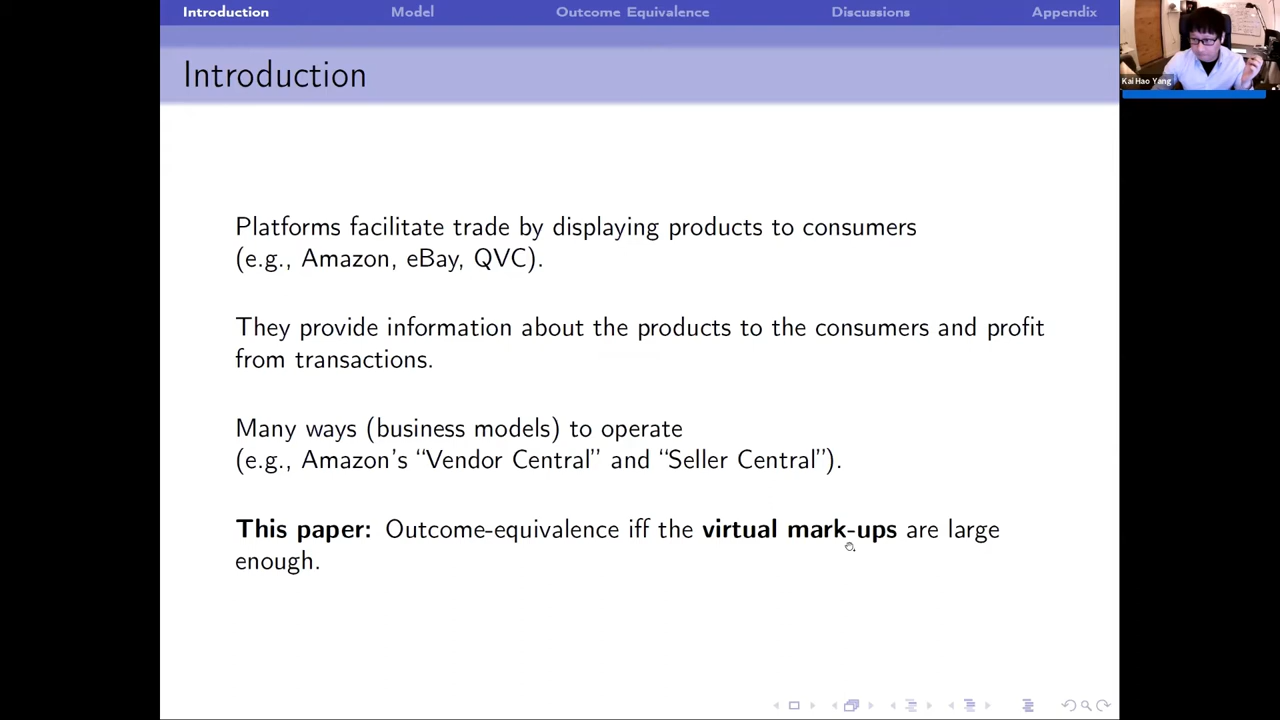 Introduction Model Outcome Equivalence Discussions Appendix
Introduction
Kai Hao Yang
Platforms facilitate trade by displaying products to consumers
(e.g., Amazon, eBay, QVC).
They provide information about the products to the consumers and profit
from transactions.
Many ways (business models) to operate
(e.g., Amazon's “Vendor Central” and “Seller Central”).
This paper: Outcome-equivalence iff the virtual mark-ups are large
enough.